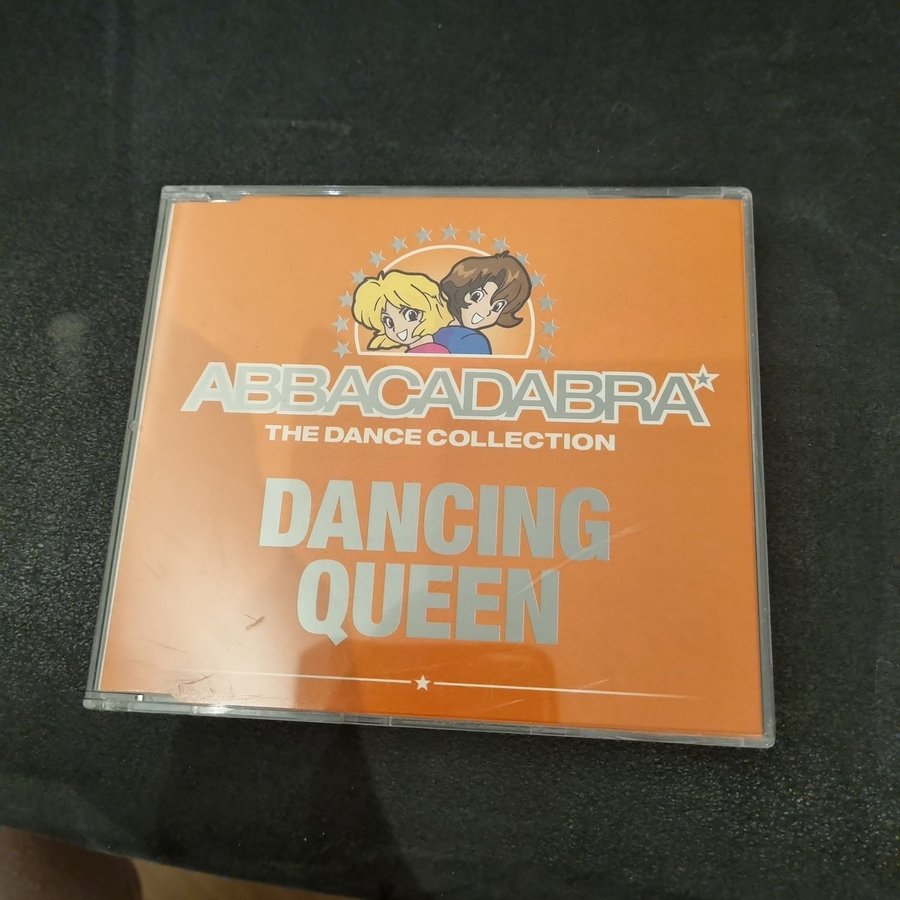 ABBACADABRA
THE DANCE COLLECTION
DANCING
QUEEN